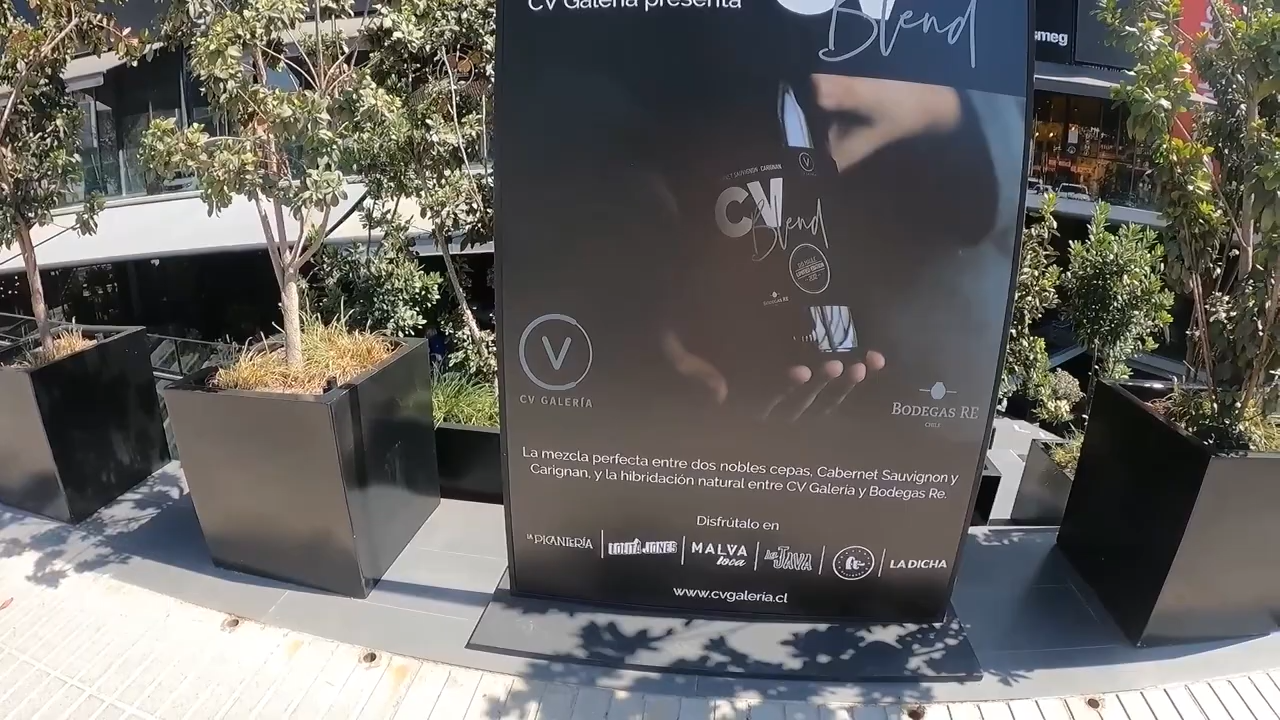 CV Galería presenta
CV
Blend
smeg
CARIGNAN
CV
Blend
CV GALERÍA
BODEGAS RE
BODEGAS RE
CHILE
La mezcla perfecta entre dos nobles cepas, Cabernet Sauvignon y
Carignan, y la hibridación natural entre CV Galería y Bodegas Re.
Disfrútalo en
LA PICANTERÍA
LOLITA JONES
MALVA
loca
LA JAVA
LA DICHA
www.cvgaleria.cl